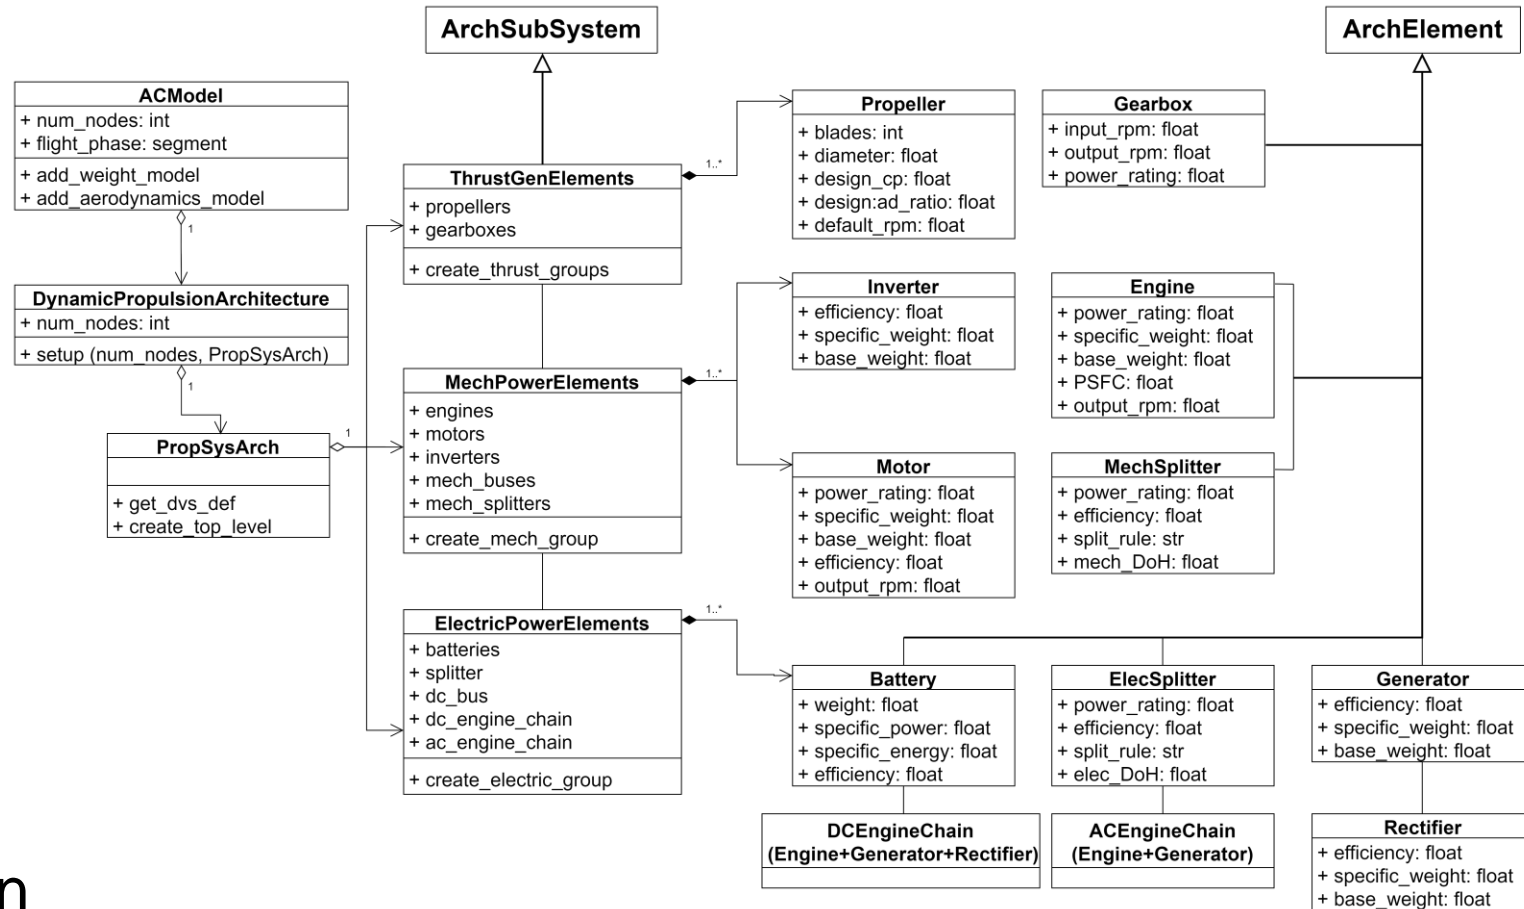 ArchSubSystem
ArchElement
ACModel
+ num_nodes: int
+ flight_phase: segment
+ add_weight_model
+ add_aerodynamics_model
1
DynamicPropulsionArchitecture
+ num_nodes: int
+ setup (num_nodes, PropSysArch)
1
PropSysArch
+ get_dvs_def
+ create_top_level
1
ThrustGenElements
+ propellers
+ gearboxes
+ create_thrust_groups
1..*
MechPowerElements
+ engines
+ motors
+ inverters
+ mech_buses
+ mech_splitters
+ create_mech_group
1..*
ElectricPowerElements
+ batteries
+ splitter
+ dc_bus
+ dc_engine_chain
+ ac_engine_chain
+ create_electric_group
1..*
Propeller
+ blades: int
+ diameter: float
+ design_cp: float
+ design:ad_ratio: float
+ default_rpm: float
Gearbox
+ input_rpm: float
+ output_rpm: float
+ power_rating: float
Inverter
+ efficiency: float
+ specific_weight: float
+ base_weight: float
Engine
+ power_rating: float
+ specific_weight: float
+ base_weight: float
+ PSFC: float
+ output_rpm: float
Motor
+ power_rating: float
+ specific_weight: float
+ base_weight: float
+ efficiency: float
+ output_rpm: float
MechSplitter
+ power_rating: float
+ efficiency: float
+ split_rule: str
+ mech_DoH: float
Battery
+ weight: float
+ specific_power: float
+ specific_energy: float
+ efficiency: float
ElecSplitter
+ power_rating: float
+ efficiency: float
+ split_rule: str
+ elec_DoH: float
Generator
+ efficiency: float
+ specific_weight: float
+ base_weight: float
DCEngineChain
(Engine+Generator+Rectifier)
ACEngineChain
(Engine+Generator)
Rectifier
+ efficiency: float
+ specific_weight: float
+ base_weight: float
n